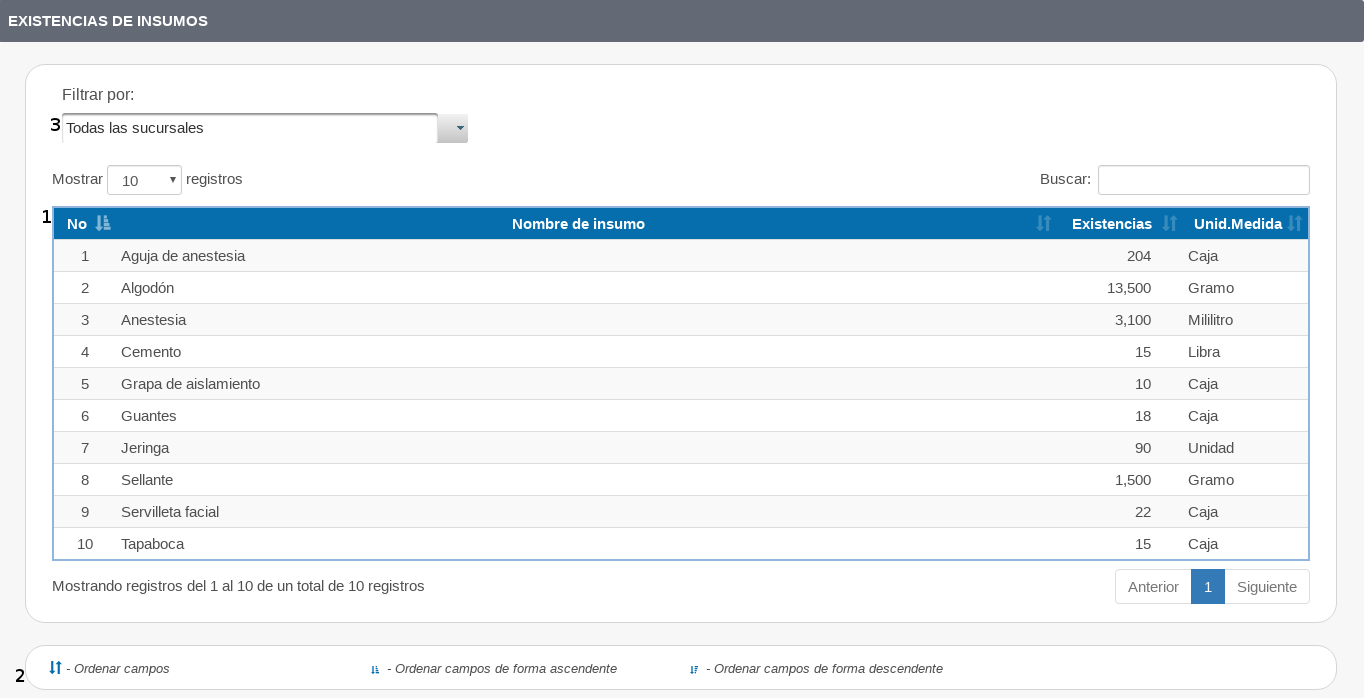 EXISTENCIAS DE INSUMOS
Filtrar por:
3 Todas las sucursales
Mostrar 10 registros Buscar:
1 No Nombre de insumo Existencias Unid.Medida
1 Aguja de anestesia 204 Caja
2 Algodón 13,500 Gramo
3 Anestesia 3,100 Mililitro
4 Cemento 15 Libra
5 Grapa de aislamiento 10 Caja
6 Guantes 18 Caja
7 Jeringa 90 Unidad
8 Sellante 1,500 Gramo
9 Servilleta facial 22 Caja
10 Tapaboca 15 Caja
Mostrando registros del 1 al 10 de un total de 10 registros Anterior 1 Siguiente
2 - Ordenar campos - Ordenar campos de forma ascendente - Ordenar campos de forma descendente